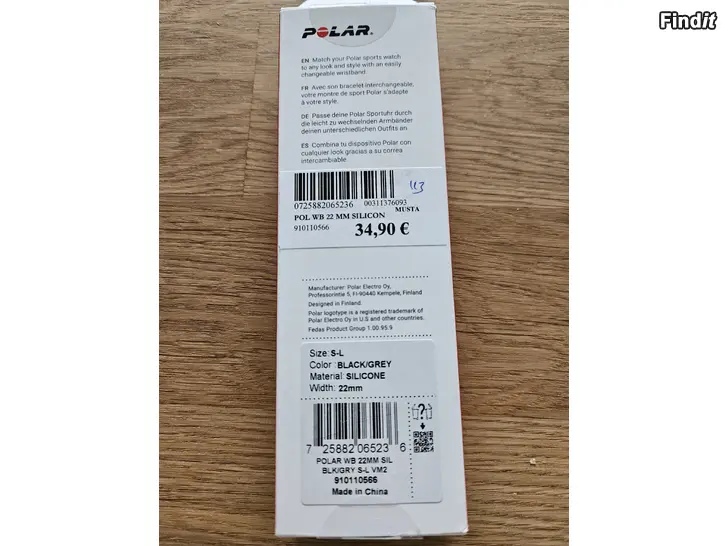 Findit
POLAR®
EN Match your Polar sports watch
to any look and style with an easily
changeable wristband.
FR Avec son bracelet interchangeable,
votre montre de sport Polar s'adapte
à votre style.
DE Passe deine Polar Sportuhr durch
die leicht zu wechselnden Armbänder
deinen unterschiedlichen Outfits an.
ES Combina tu dispositivo Polar con
cualquier look gracias a su correa
intercambiable.
113
0725882065236 00311376093
MUSTA
POL WB 22 MM SILICON
910110566 34,90 €
Manufacturer: Polar Electro Oy,
Professorintie 5, FI-90440 Kempele, Finland
Designed in Finland.
Polar logotype is a registered trademark of
Polar Electro Oy in U.S and other countries.
Fedas Product Group 1.00.95.9
Size: S-L
Color : BLACK/GREY
Material: SILICONE
Width: 22mm
7 25882 06523 6
POLAR WB 22MM SIL
BLK/GRY S-L VM2
910110566
Made in China
?